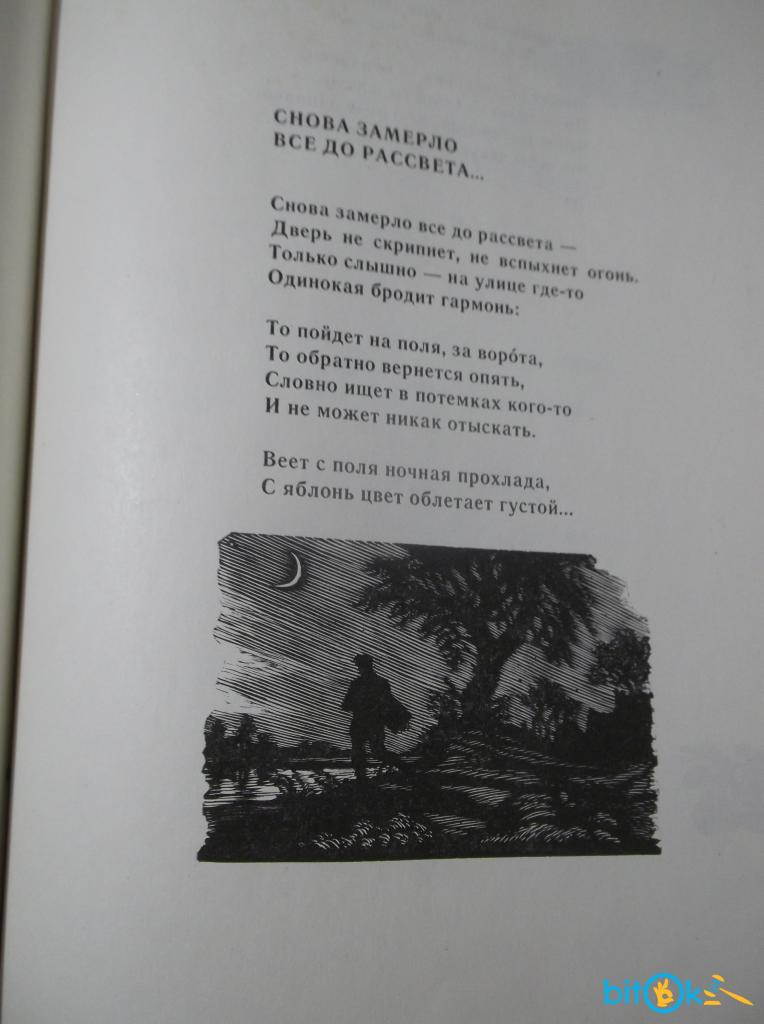 СНОВА ЗАМЕРЛО
ВСЕ ДО РАССВЕТА...
Снова замерло все до рассвета —
Дверь не скрипнет, не вспыхнет огонь.
Только слышно — на улице где-то
Одинокая бродит гармонь:
То пойдет на поля, за воро́та,
То обратно вернется опять,
Словно ищет в потемках кого-то
И не может никак отыскать.
Веет с поля ночная прохлада,
С яблонь цвет облетает густой...
bitok